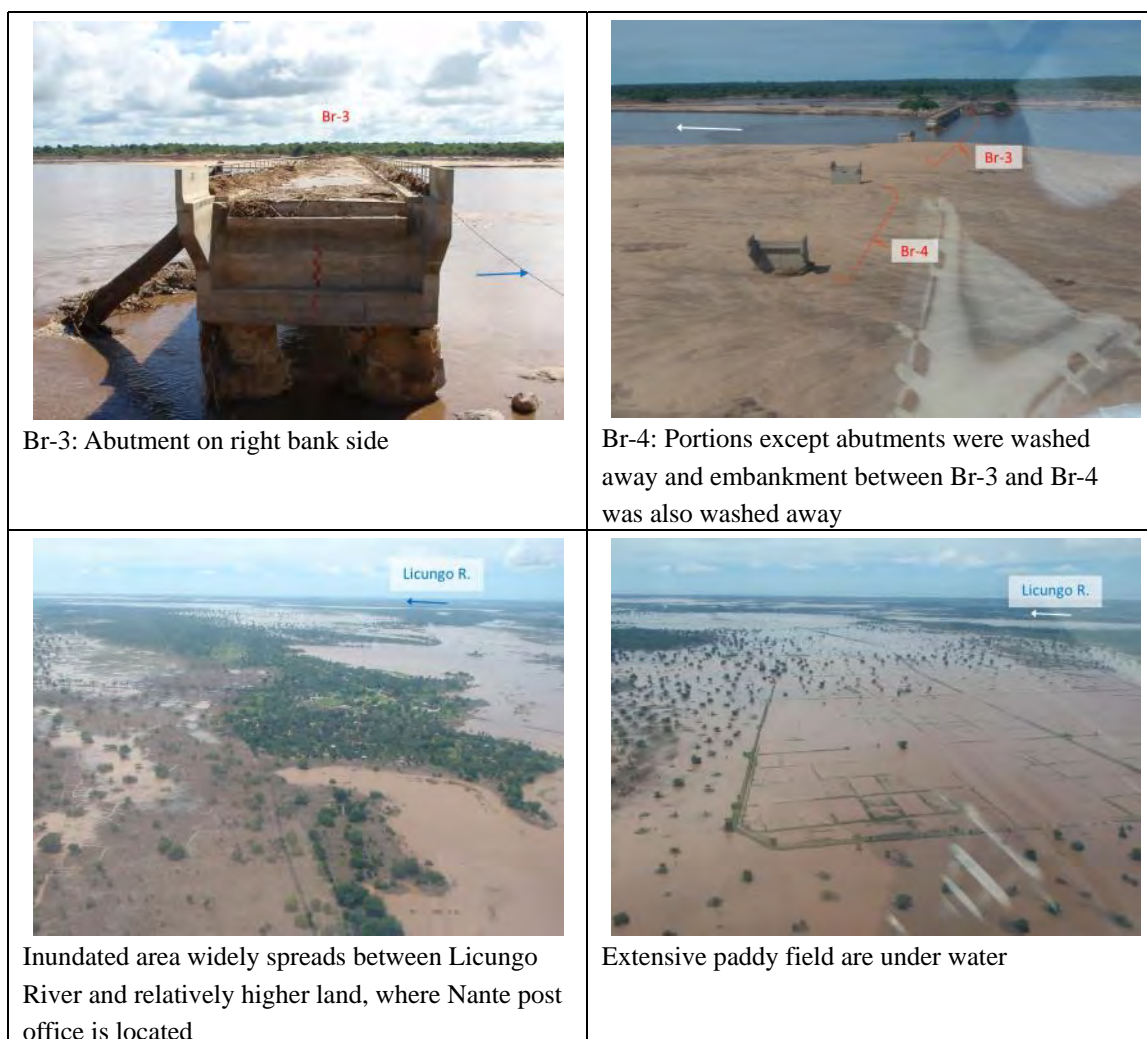 Br-3
Br-3
Br-4
Br-3: Abutment on right bank side
Br-4: Portions except abutments were washed
away and embankment between Br-3 and Br-4
was also washed away
Licungo R.
Licungo R.
Inundated area widely spreads between Licungo
River and relatively higher land, where Nante post
office is located
Extensive paddy field are under water